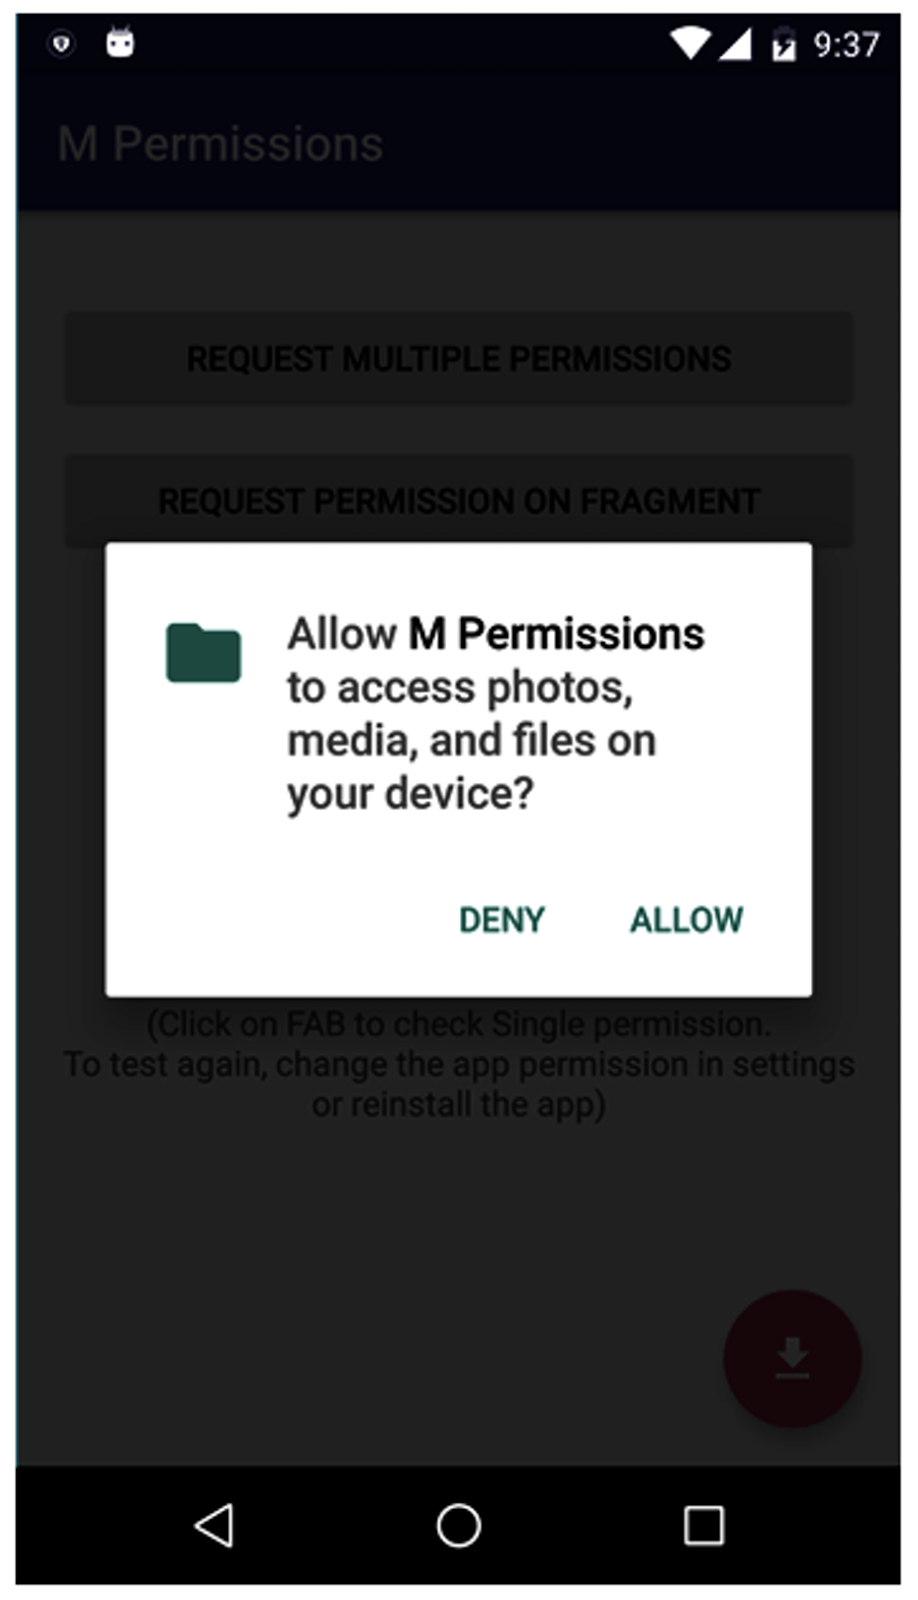 9:37
M Permissions
REQUEST MULTIPLE PERMISSIONS
REQUEST PERMISSION ON FRAGMENT
Allow M Permissions
to access photos,
media, and files on
your device?
DENY ALLOW
(Click on FAB to check Single permission.
To test again, change the app permission in settings
or reinstall the app)